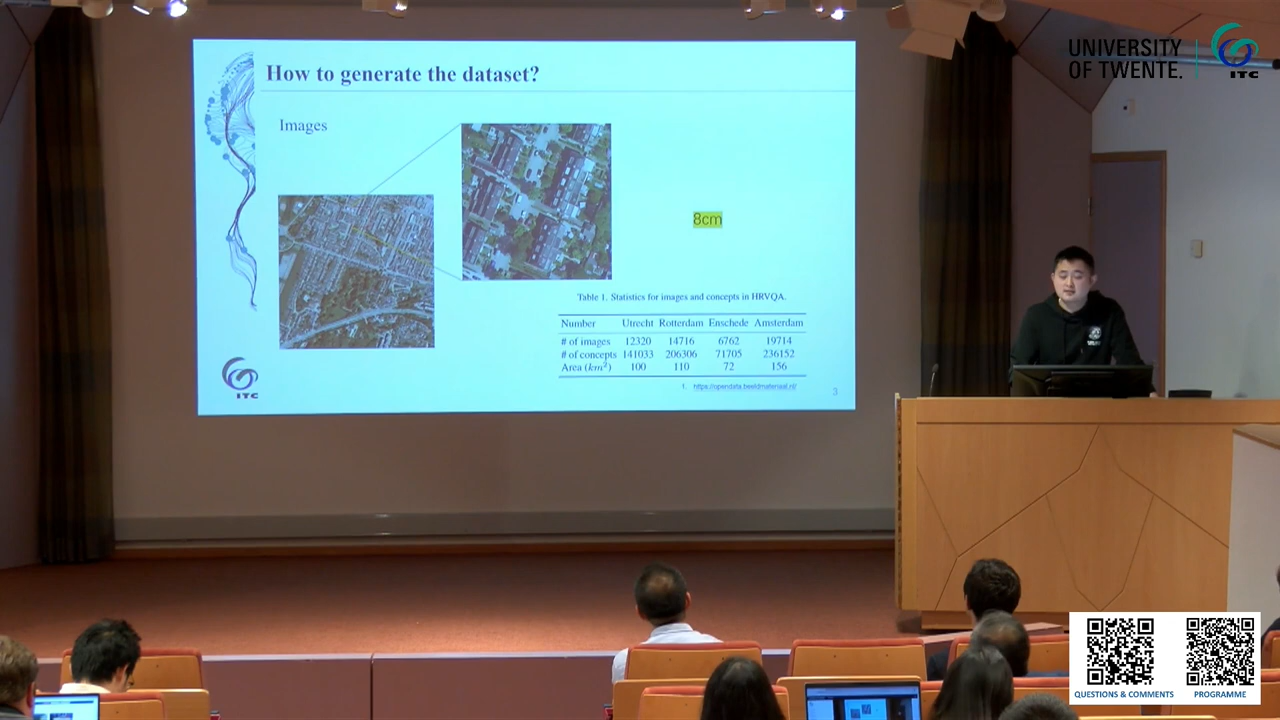 UNIVERSITY
OF TWENTE.
ITC
How to generate the dataset?
Images
8cm
Table 1. Statistics for images and concepts in HRVQA.
Number Utrecht Rotterdam Enschede Amsterdam
# of images 12320 14716 6762 19714
# of concepts 141033 206306 71705 236152
Area (km²) 100 110 72 156
1. https://opendata.beeldmateriaal.nl/
3
ITC
QUESTIONS & COMMENTS
PROGRAMME